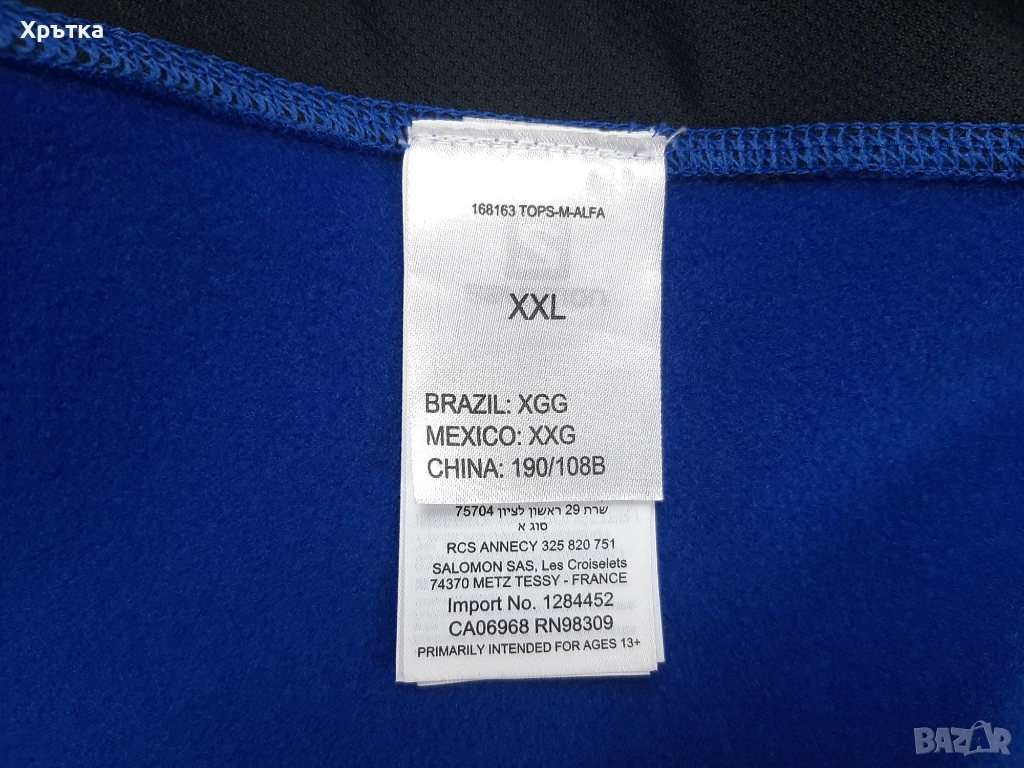 Хрътка
168163 TOPS-M-ALFA
XXL
BRAZIL: XGG
MEXICO: XXG
CHINA: 190/108B
שרת 29 ראשון לציון 75704
סוג א
RCS ANNECY 325 820 751
SALOMON SAS, Les Croiselets
74370 METZ TESSY - FRANCE
Import No. 1284452
CA06968 RN98309
PRIMARILY INTENDED FOR AGES 13+
BAZAR